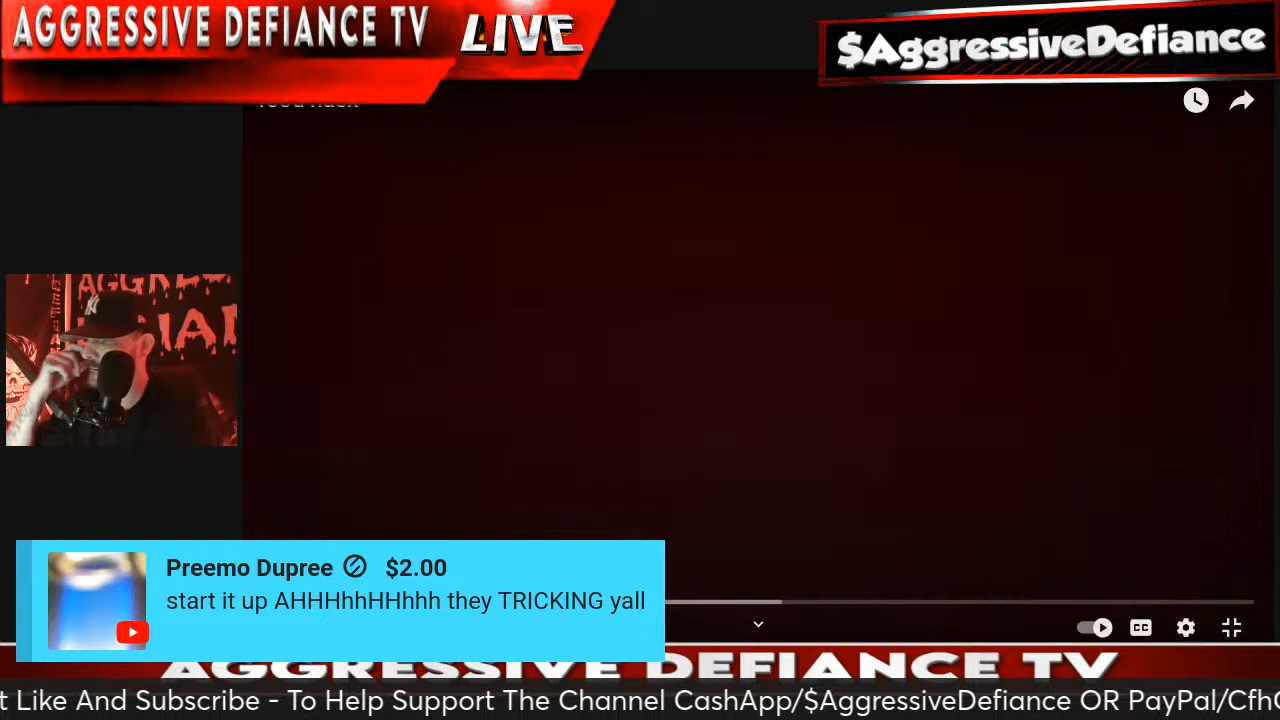 AGGRESSIVE DEFIANCE TV LIVE
$AggressiveDefiance
Preemo Dupree $2.00
start it up AHHHhhHHhhh they TRICKING yall
CC
AGGRESSIVE DEFIANCE TV
t Like And Subscribe - To Help Support The Channel CashApp/$AggressiveDefiance OR PayPal/Cfh